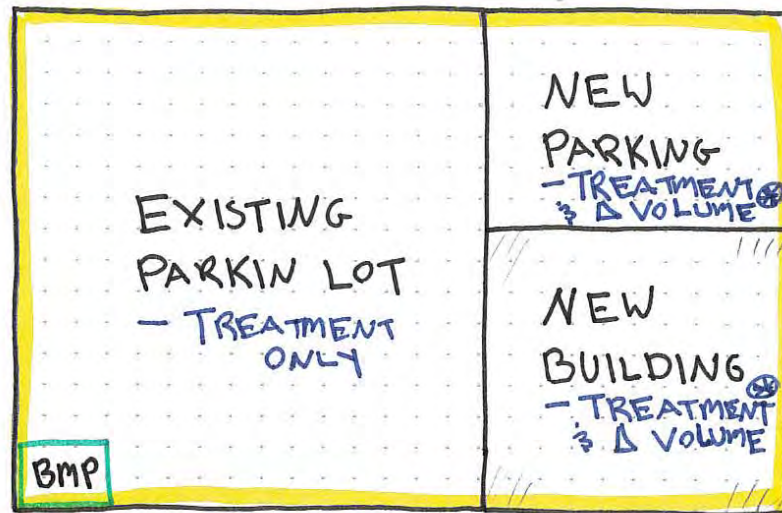 EXISTING
PARKIN LOT
- TREATMENT
ONLY
BMP
NEW
PARKING
- TREATMENT
& Δ VOLUME
NEW
BUILDING
- TREATMENT
& Δ VOLUME